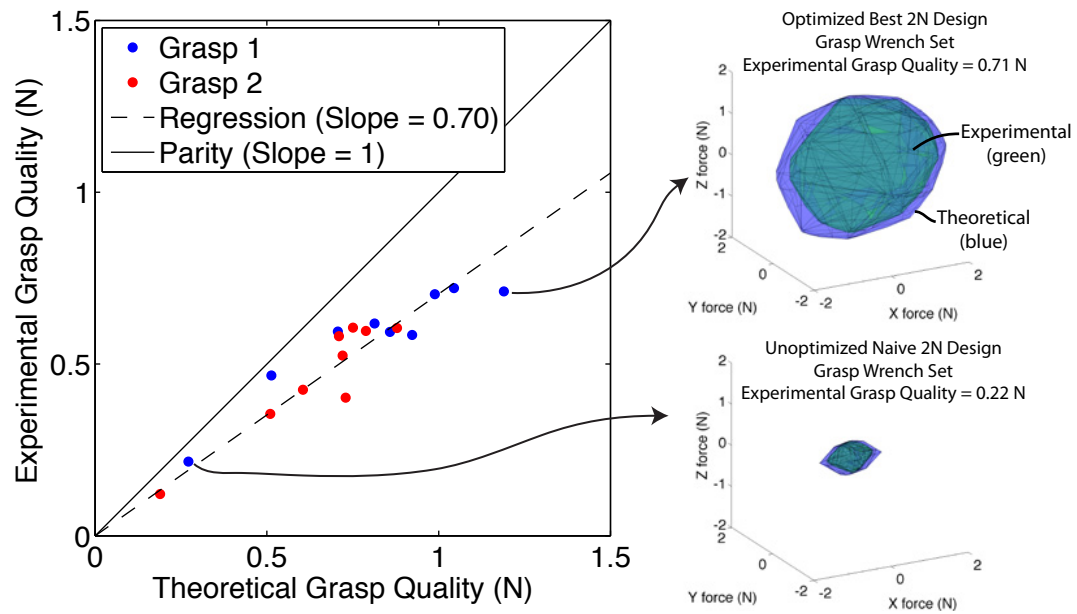 Experimental Grasp Quality (N)
1.5
1
0.5
0
Grasp 1
Grasp 2
Regression (Slope = 0.70)
Parity (Slope = 1)
0
0.5
1
1.5
Theoretical Grasp Quality (N)
Optimized Best 2N Design
Grasp Wrench Set
Experimental Grasp Quality = 0.71 N
Z force (N)
2
1
0
-1
-2
Experimental
(green)
Theoretical
(blue)
2
0
-2
Y force (N)
-2
0
2
X force (N)
Unoptimized Naive 2N Design
Grasp Wrench Set
Experimental Grasp Quality = 0.22 N
Z force (N)
2
1
0
-1
-2
2
0
-2
Y force (N)
-2
0
2
X force (N)